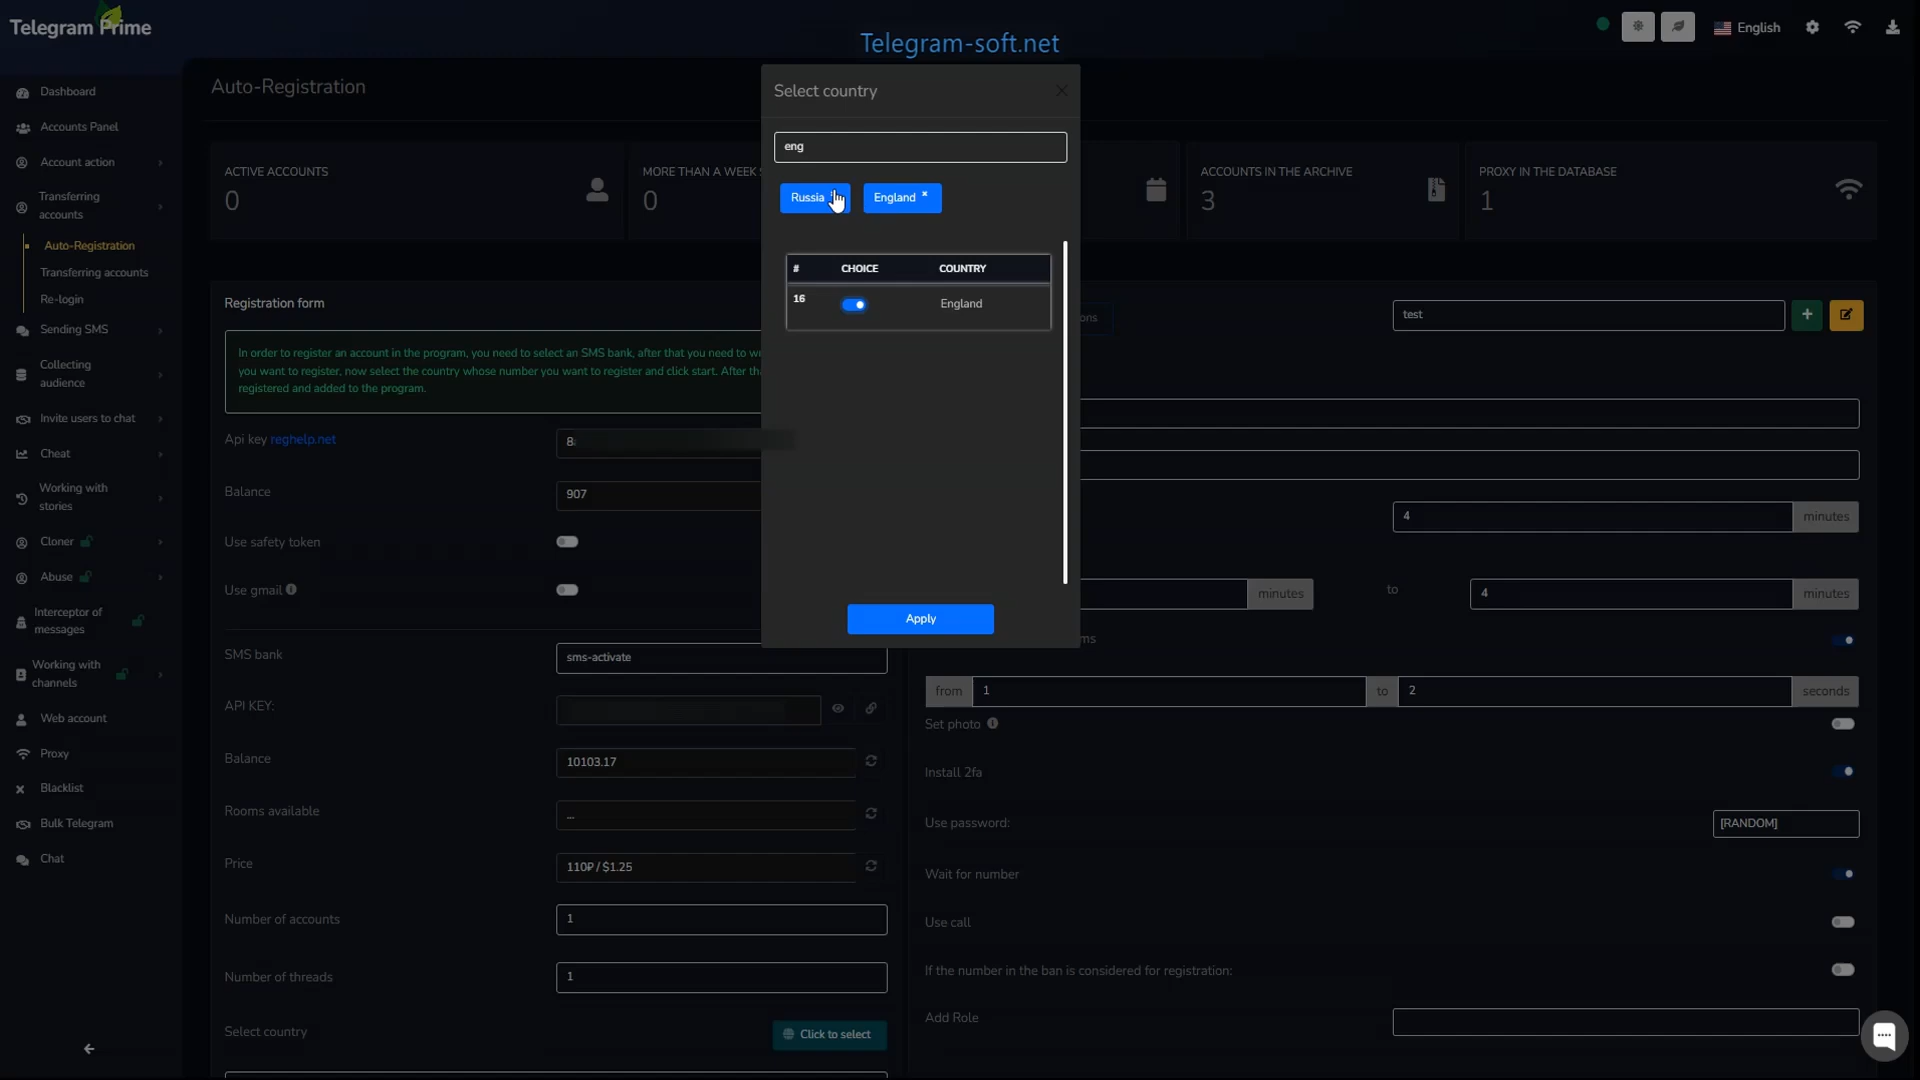 Telegram Prime
Telegram-soft.net
English
Dashboard
Accounts Panel
Account action
Transferring
accounts
Auto-Registration
Transferring accounts
Re-login
Sending SMS
Collecting
audience
Invite users to chat
Cheat
Working with
stories
Cloner
Abuse
Interceptor of
messages
Working with
channels
Web account
Proxy
Blacklist
Bulk Telegram
Chat
Auto-Registration
ACTIVE ACCOUNTS
0
MORE THAN A WEEK
0
ACCOUNTS IN THE ARCHIVE
3
PROXY IN THE DATABASE
1
Select country
eng
Russia
England ×
# CHOICE COUNTRY
16 England
Apply
Registration form
In order to register an account in the program, you need to select an SMS bank, after that you need to
you want to register, now select the country whose number you want to register and click start. After
registered and added to the program.
Api key reghelp.net
8
Balance
907
Use safety token
Use gmail
SMS bank
sms-activate
API KEY:
Balance
10103.17
Rooms available
...
Price
110₽ / $1.25
Number of accounts
1
Number of threads
1
Select country
Click to select
test
4 minutes
minutes to 4 minutes
from 1 to 2 seconds
Set photo
Install 2fa
Use password:
[RANDOM]
Wait for number
Use call
If the number in the ban is considered for registration:
Add Role